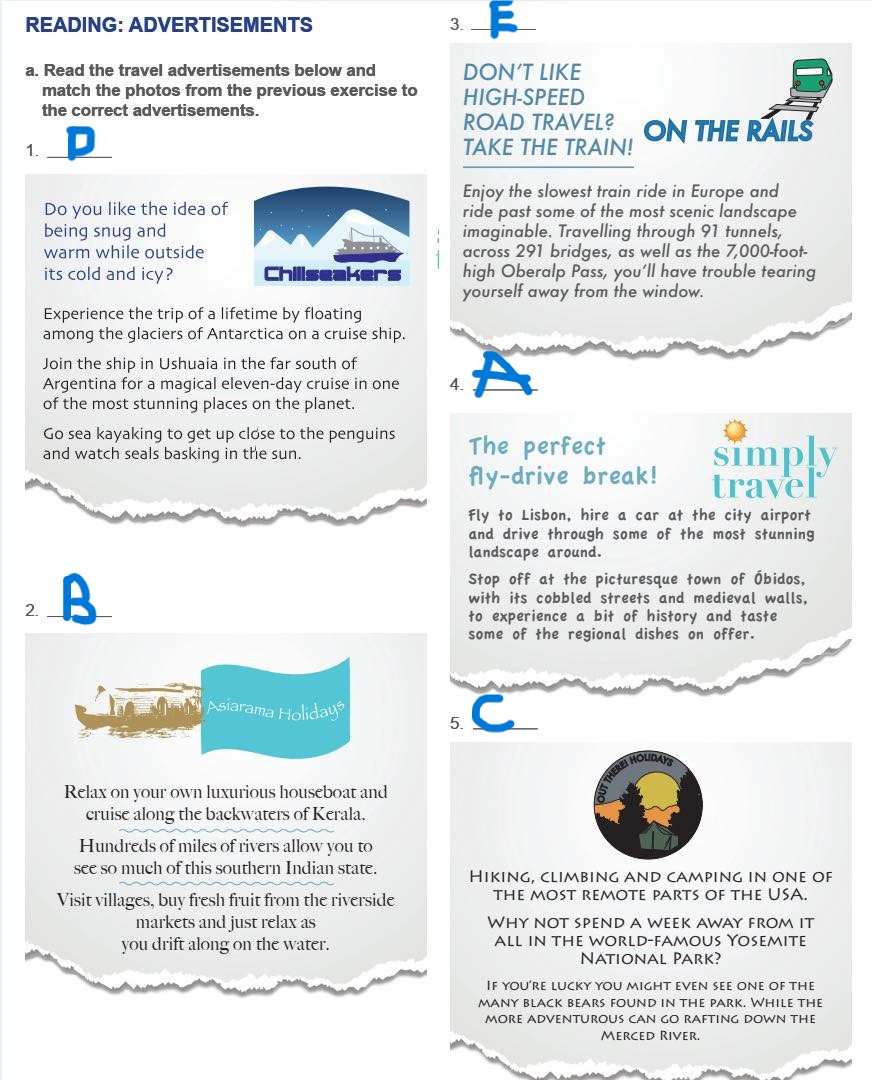 READING: ADVERTISEMENTS
a. Read the travel advertisements below and
match the photos from the previous exercise to
the correct advertisements.
1. D
Do you like the idea of
being snug and
warm while outside
its cold and icy?
Chillseakers
Experience the trip of a lifetime by floating
among the glaciers of Antarctica on a cruise ship.
Join the ship in Ushuaia in the far south of
Argentina for a magical eleven-day cruise in one
of the most stunning places on the planet.
Go sea kayaking to get up close to the penguins
and watch seals basking in the sun.
2. B
Asiarama Holidays
Relax on your own luxurious houseboat and
cruise along the backwaters of Kerala.
Hundreds of miles of rivers allow you to
see so much of this southern Indian state.
Visit villages, buy fresh fruit from the riverside
markets and just relax as
you drift along on the water.
3. E
DON'T LIKE
HIGH-SPEED
ROAD TRAVEL?
TAKE THE TRAIN!
ON THE RAILS
Enjoy the slowest train ride in Europe and
ride past some of the most scenic landscape
imaginable. Travelling through 91 tunnels,
across 291 bridges, as well as the 7,000-foot-
high Oberalp Pass, you'll have trouble tearing
yourself away from the window.
4. A
The perfect
fly-drive break!
simply
travel
Fly to Lisbon, hire a car at the city airport
and drive through some of the most stunning
landscape around.
Stop off at the picturesque town of Óbidos,
with its cobbled streets and medieval walls,
to experience a bit of history and taste
some of the regional dishes on offer.
5. C
OUT THERE! HOLIDAYS
HIKING, CLIMBING AND CAMPING IN ONE OF
THE MOST REMOTE PARTS OF THE USA.
WHY NOT SPEND A WEEK AWAY FROM IT
ALL IN THE WORLD-FAMOUS YOSEMITE
NATIONAL PARK?
IF YOU'RE LUCKY YOU MIGHT EVEN SEE ONE OF THE
MANY BLACK BEARS FOUND IN THE PARK. WHILE THE
MORE ADVENTUROUS CAN GO RAFTING DOWN THE
MERCED RIVER.